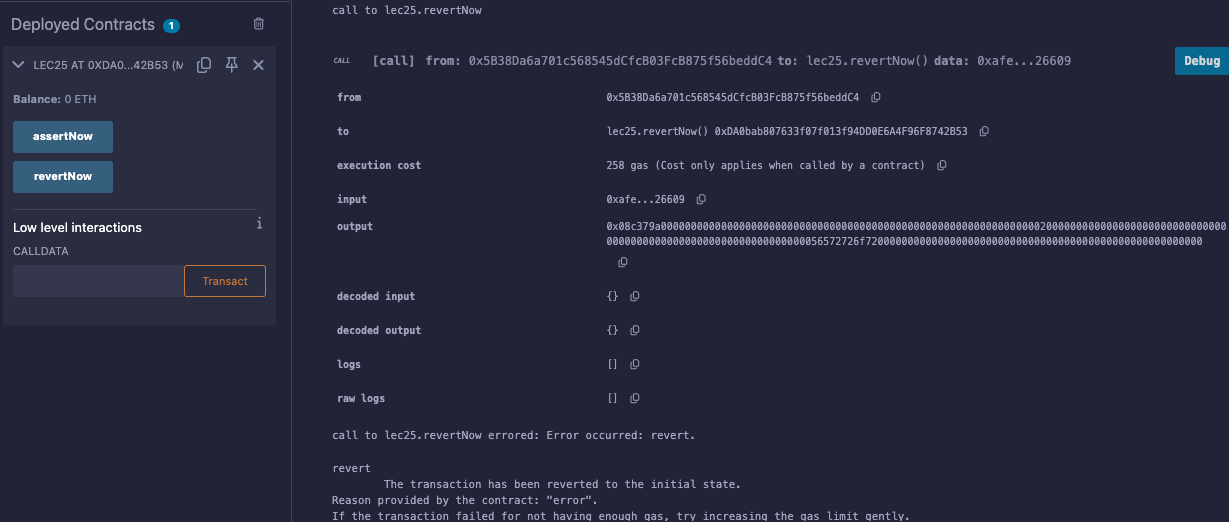 Deployed Contracts 1
LEC25 AT 0XDA0...42B53 (M
Balance: 0 ETH
assertNow
revertNow
Low level interactions
i
CALLDATA
Transact
call to lec25.revertNow
CALL [call] from: 0x5B38Da6a701c568545dCfcB03FcB875f56beddC4 to: lec25.revertNow() data: 0xafe...26609
Debug
from 0x5B38Da6a701c568545dCfcB03FcB875f56beddC4
to lec25.revertNow() 0xDA0bab807633f07f013f94DD0E6A4F96F8742B53
execution cost 258 gas (Cost only applies when called by a contract)
input 0xafe...26609
output
decoded input {}
decoded output {}
logs []
raw logs []
call to lec25.revertNow errored: Error occurred: revert.
revert
The transaction has been reverted to the initial state.
Reason provided by the contract: "error".
If the transaction failed for not having enough gas, try increasing the gas limit gently.